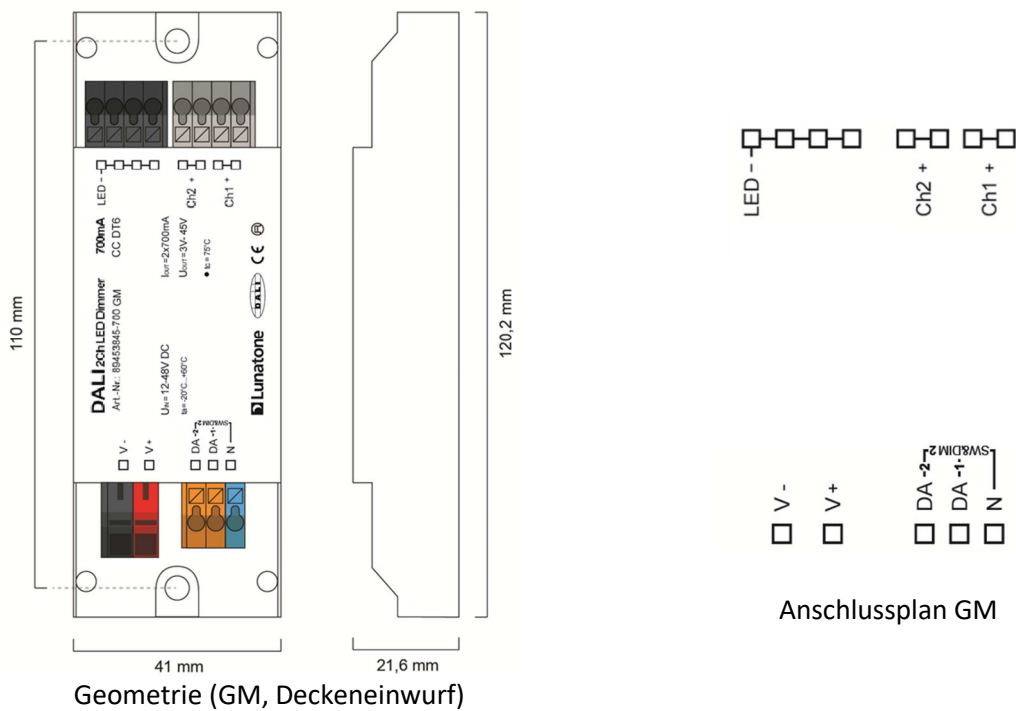 LED -
Ch2 +
Ch1 +
DALI 2Ch LED Dimmer 700mA
Art.-Nr.: 89453845-700 GM CC DT6
UIN = 12-48V DC IOUT=2x700mA
ta=-20°C...+60°C UOUT=3V- 45V
tc = 75°C
Lunatone DALI CE
V -
V +
DA -2-
DA -1-
N
SW&DIM 2
110 mm
120,2 mm
41 mm
21,6 mm
Geometrie (GM, Deckeneinwurf)
LED -
Ch2 +
Ch1 +
V -
V +
DA -2-
DA -1-
N
SW&DIM 2
Anschlussplan GM